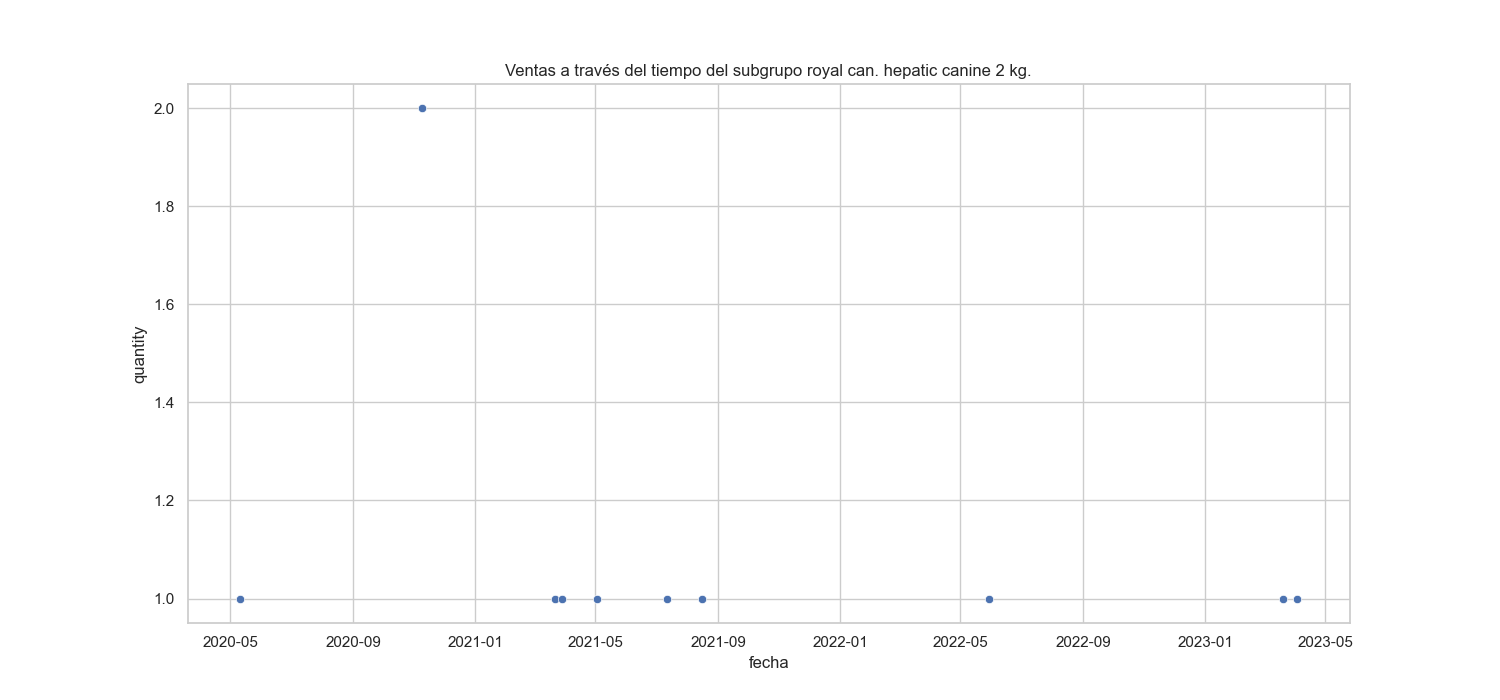 Ventas a través del tiempo del subgrupo royal can. hepatic canine 2 kg.
2.0
1.8
1.6
1.4
1.2
1.0
quantity
2020-05 2020-09 2021-01 2021-05 2021-09 2022-01 2022-05 2022-09 2023-01 2023-05
fecha